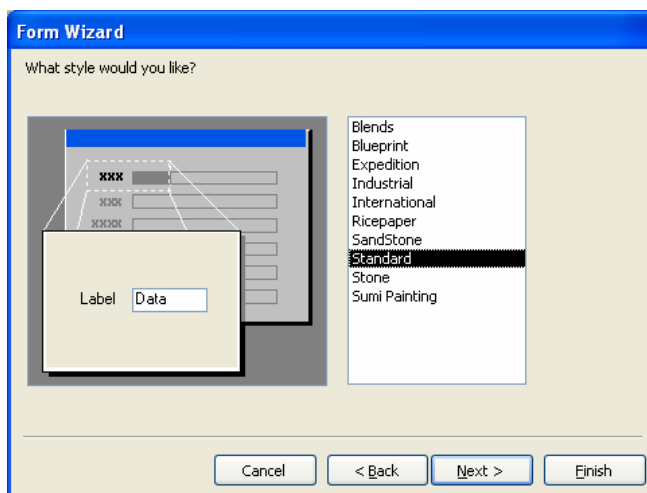 Form Wizard
What style would you like?
xxx
xxx
xxxx
Label Data
Blends
Blueprint
Expedition
Industrial
International
Ricepaper
SandStone
Standard
Stone
Sumi Painting
Cancel < Back Next > Finish